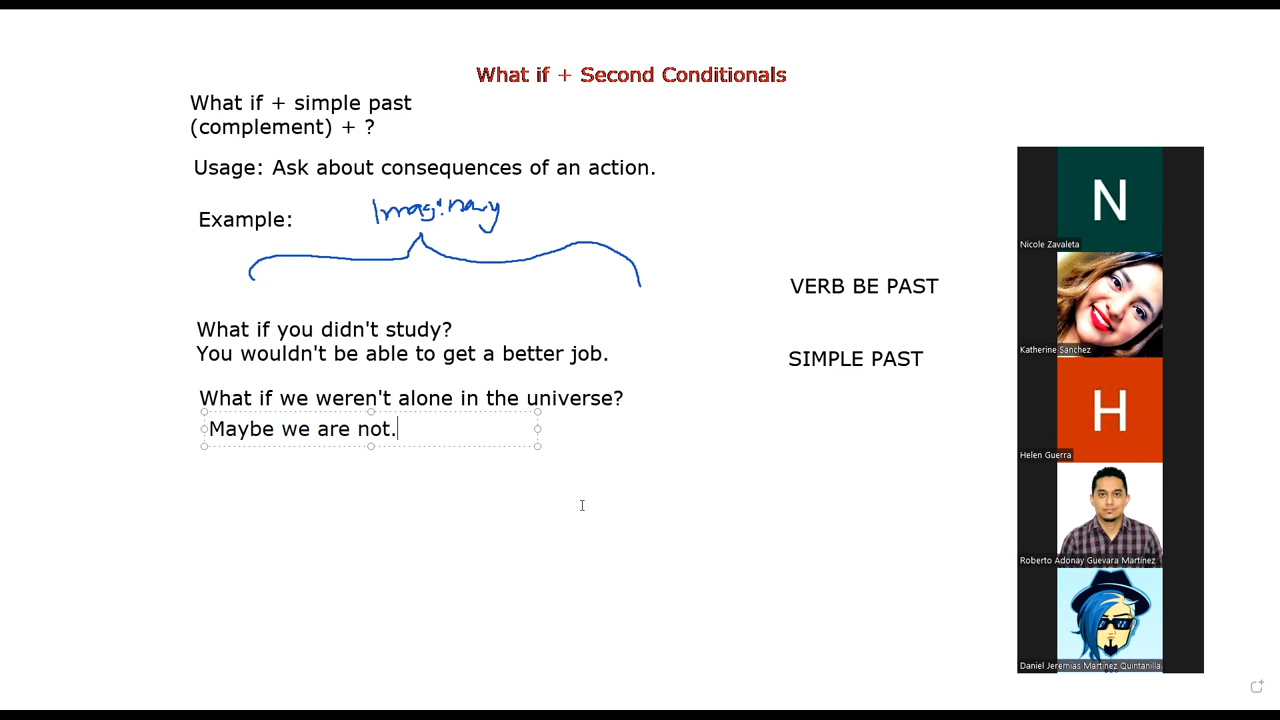 What if + Second Conditionals
What if + simple past
(complement) + ?
Usage: Ask about consequences of an action.
Example:
Imaginary
What if you didn't study?
You wouldn't be able to get a better job.
What if we weren't alone in the universe?
Maybe we are not.
VERB BE PAST
SIMPLE PAST
N
Nicole Zavaleta
Katherine Sanchez
H
Helen Guerra
Roberto Adonay Guevara Martínez
Daniel Jeremias Martínez Quintanilla